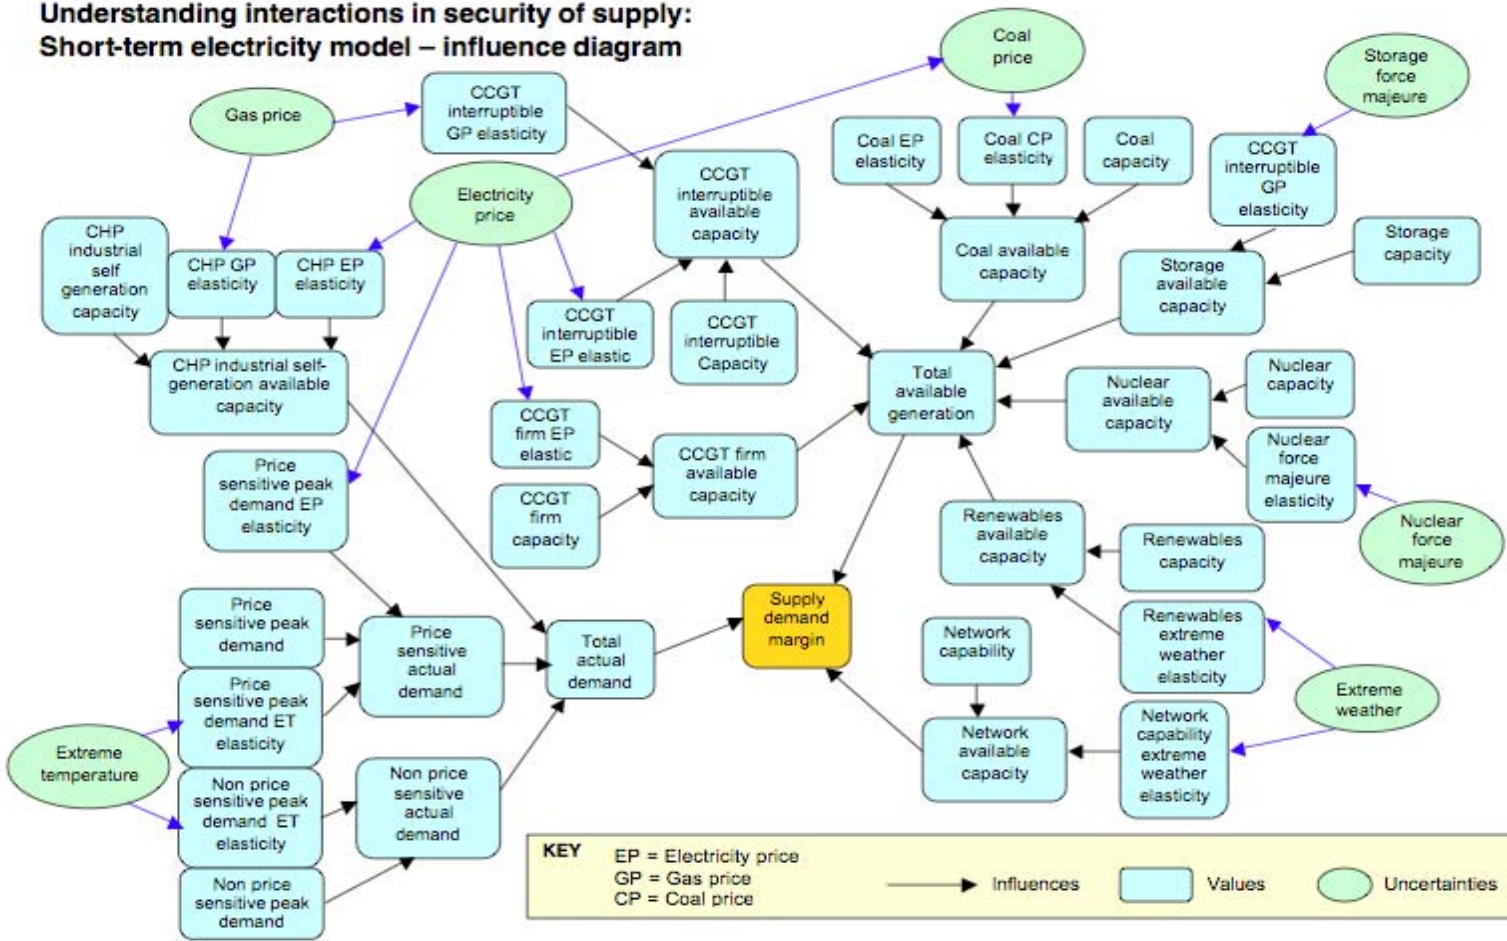 Understanding interactions in security of supply:
Short-term electricity model – influence diagram
Gas price
CCGT
interruptible
GP elasticity
Coal
price
Storage
force
majeure
Electricity
price
CCGT
interruptible
available
capacity
Coal EP
elasticity
Coal CP
elasticity
Coal
capacity
CCGT
interruptible
GP
elasticity
CHP
industrial
self
generation
capacity
CHP GP
elasticity
CHP EP
elasticity
Coal available
capacity
Storage
available
capacity
Storage
capacity
CCGT
interruptible
EP elastic
CCGT
interruptible
Capacity
CHP industrial self-
generation available
capacity
Total
available
generation
Nuclear
available
capacity
Nuclear
capacity
CCGT
firm EP
elastic
CCGT firm
available
capacity
Nuclear
force
majeure
elasticity
Price
sensitive peak
demand EP
elasticity
CCGT
firm
capacity
Renewables
available
capacity
Renewables
capacity
Nuclear
force
majeure
Price
sensitive peak
demand
Price
sensitive
actual
demand
Total
actual
demand
Supply
demand
margin
Network
capability
Renewables
extreme
weather
elasticity
Price
sensitive peak
demand ET
elasticity
Extreme
weather
Extreme
temperature
Network
available
capacity
Network
capability
extreme
weather
elasticity
Non price
sensitive peak
demand ET
elasticity
Non price
sensitive
actual
demand
Non price
sensitive peak
demand
KEY
EP = Electricity price
GP = Gas price
CP = Coal price
Influences
Values
Uncertainties